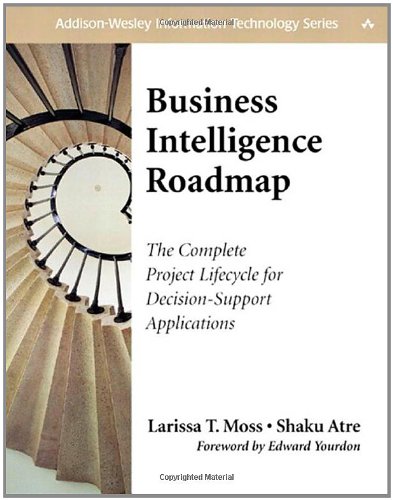 Copyrighted Material
Addison-Wesley Information Technology Series
Business
Intelligence
Roadmap
The Complete
Project Lifecycle for
Decision-Support
Applications
Larissa T. Moss • Shaku Atre
Foreword by Edward Yourdon
Copyrighted Material